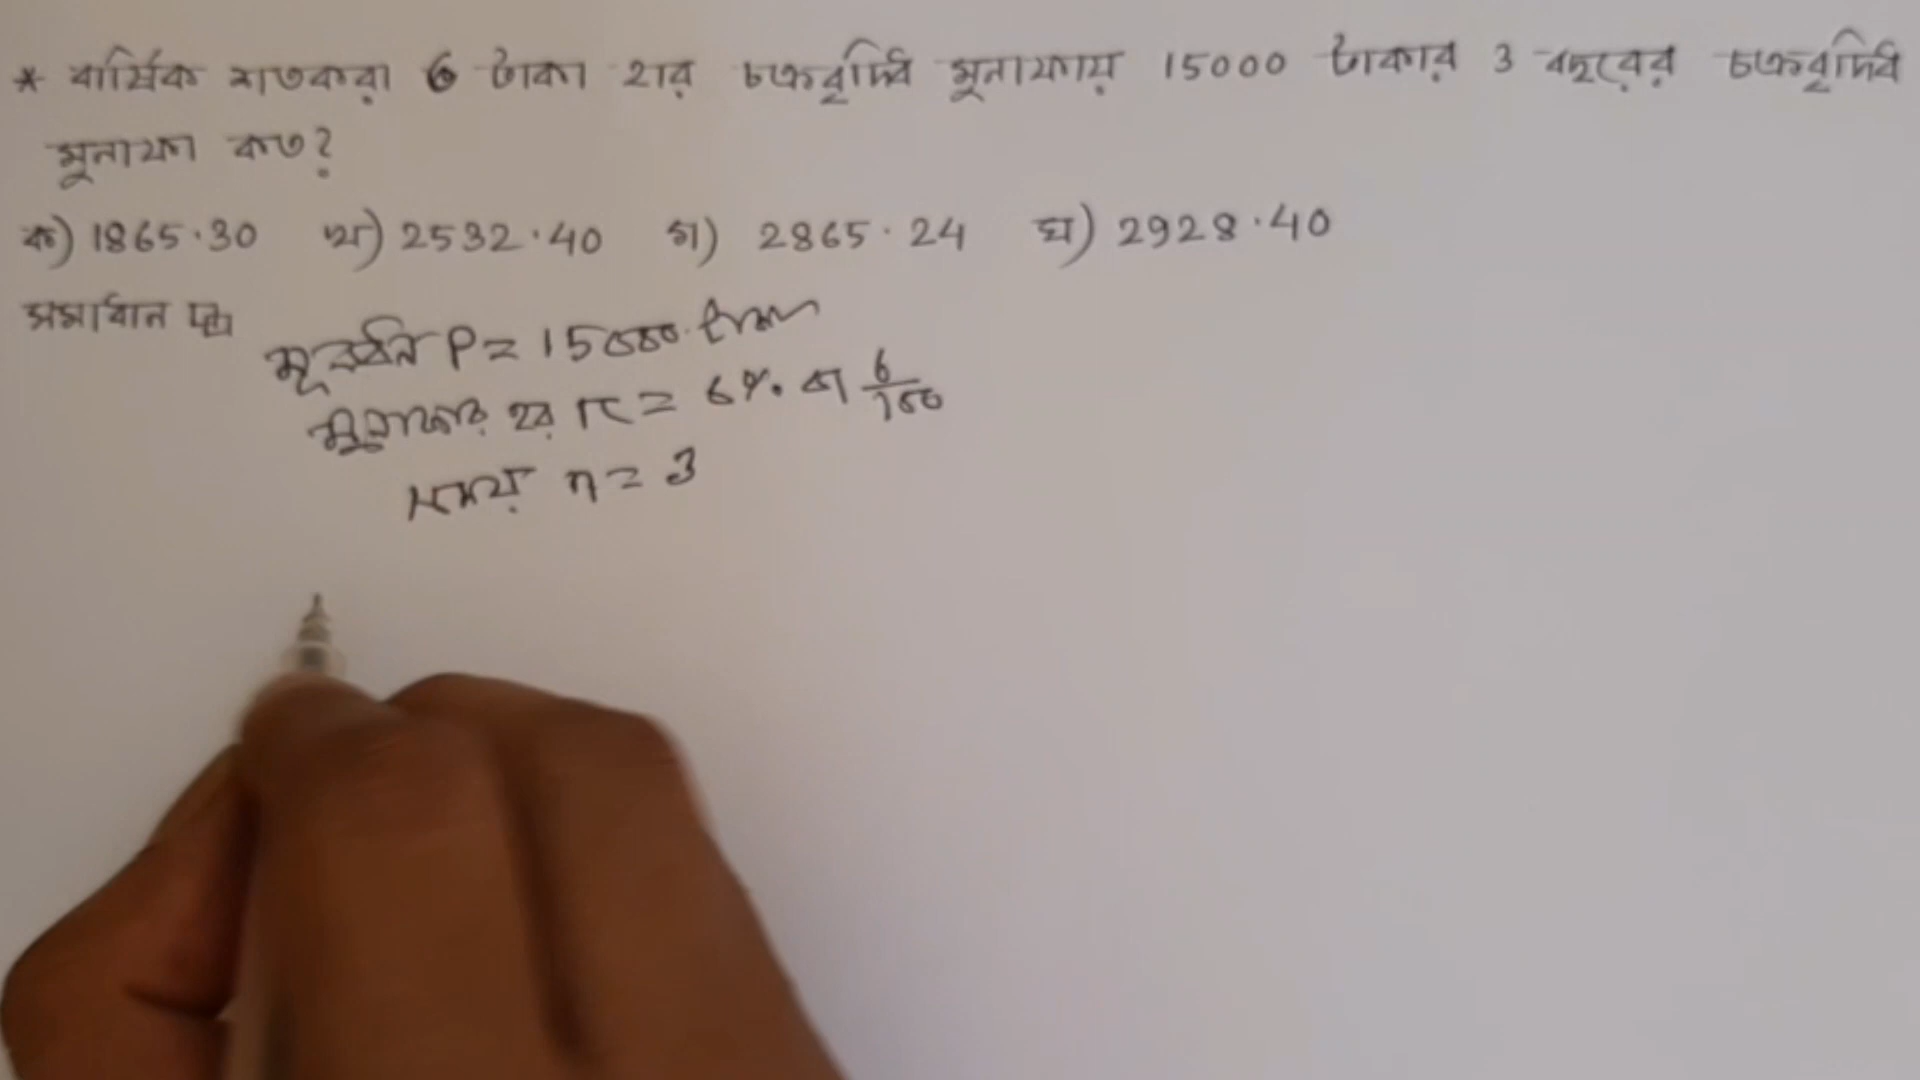 * বার্ষিক শতকরা 6 টাকা হার চক্রবৃদ্ধি মুনাফায় 15000 টাকার 3 বছরের চক্রবৃদ্ধি
মুনাফা কত?
ক) 1865.30 খ) 2532.40 গ) 2865.24 ঘ) 2928.40
সমাধান
মূলধন P = 15000 টাকা
মুনাফার হার r = 6% বা 6/100
সময় n = 3